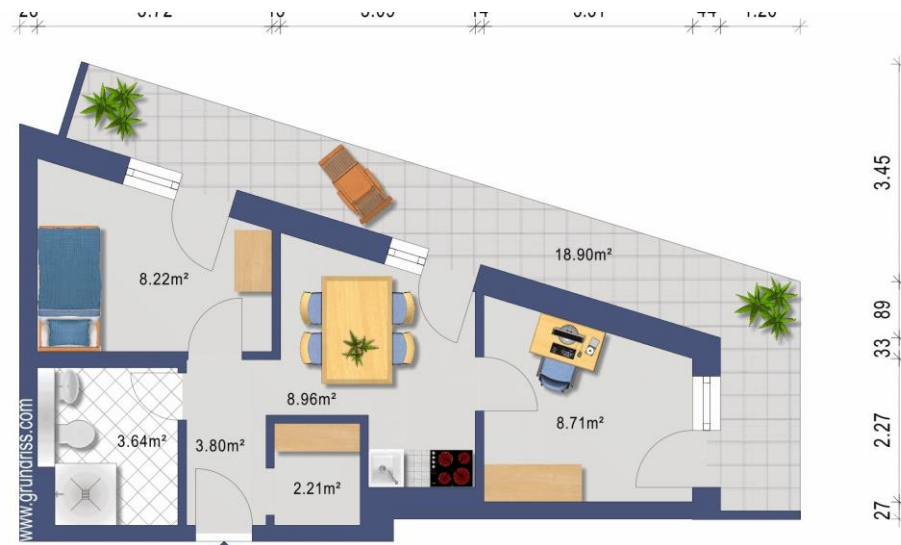 3.45
18.90m²
8.22m²
89
33
8.96m²
8.71m²
2.27
3.64m²
3.80m²
2.21m²
27
www.grundriss.com